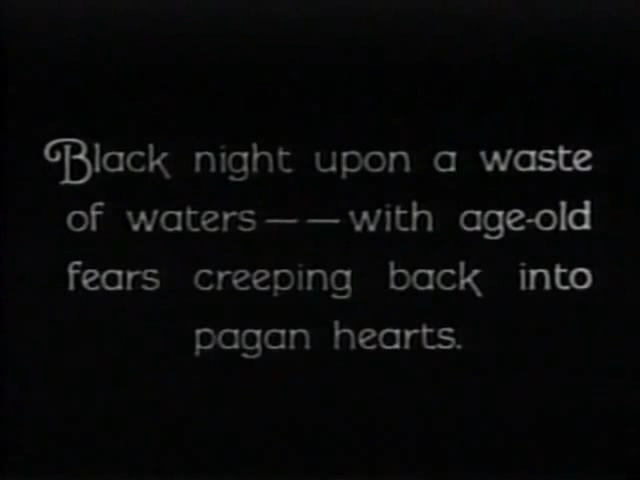 Black night upon a waste
of waters——with age-old
fears creeping back into
pagan hearts.